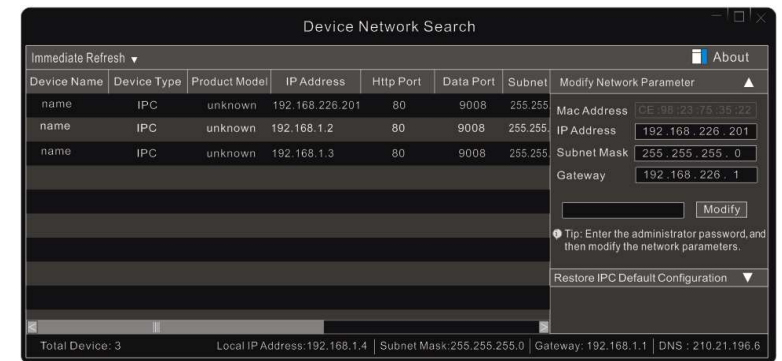 Device Network Search
Immediate Refresh
About
Device Name Device Type Product Model IP Address Http Port Data Port Subnet
name IPC unknown 192.168.226.201 80 9008 255.255
name IPC unknown 192.168.1.2 80 9008 255.255.
name IPC unknown 192.168.1.3 80 9008 255.255.
Modify Network Parameter
Mac Address CE :98 :23 :75 :35 :22
IP Address 192 .168 . 226 . 201
Subnet Mask 255 . 255 . 255 . 0
Gateway 192 .168 . 226 . 1
Modify
Tip: Enter the administrator password, and
then modify the network parameters.
Restore IPC Default Configuration
Total Device: 3 Local IP Address:192.168.1.4 Subnet Mask:255.255.255.0 Gateway: 192.168.1.1 DNS : 210.21.196.6